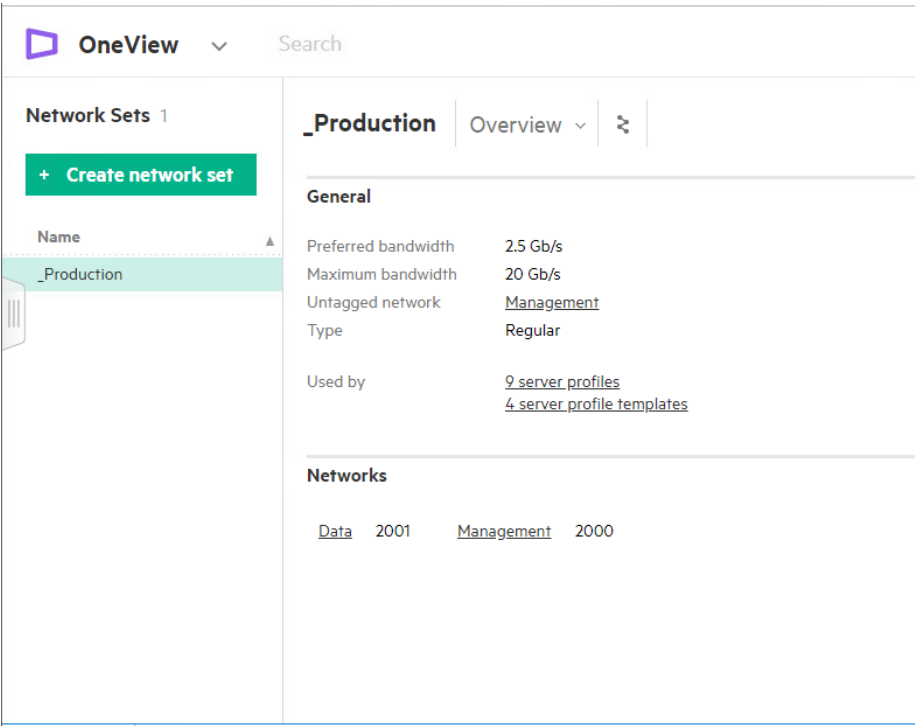 OneView
Search
Network Sets 1
+ Create network set
Name
_Production
_Production
Overview
General
Preferred bandwidth 2.5 Gb/s
Maximum bandwidth 20 Gb/s
Untagged network Management
Type Regular
Used by 9 server profiles
4 server profile templates
Networks
Data 2001 Management 2000